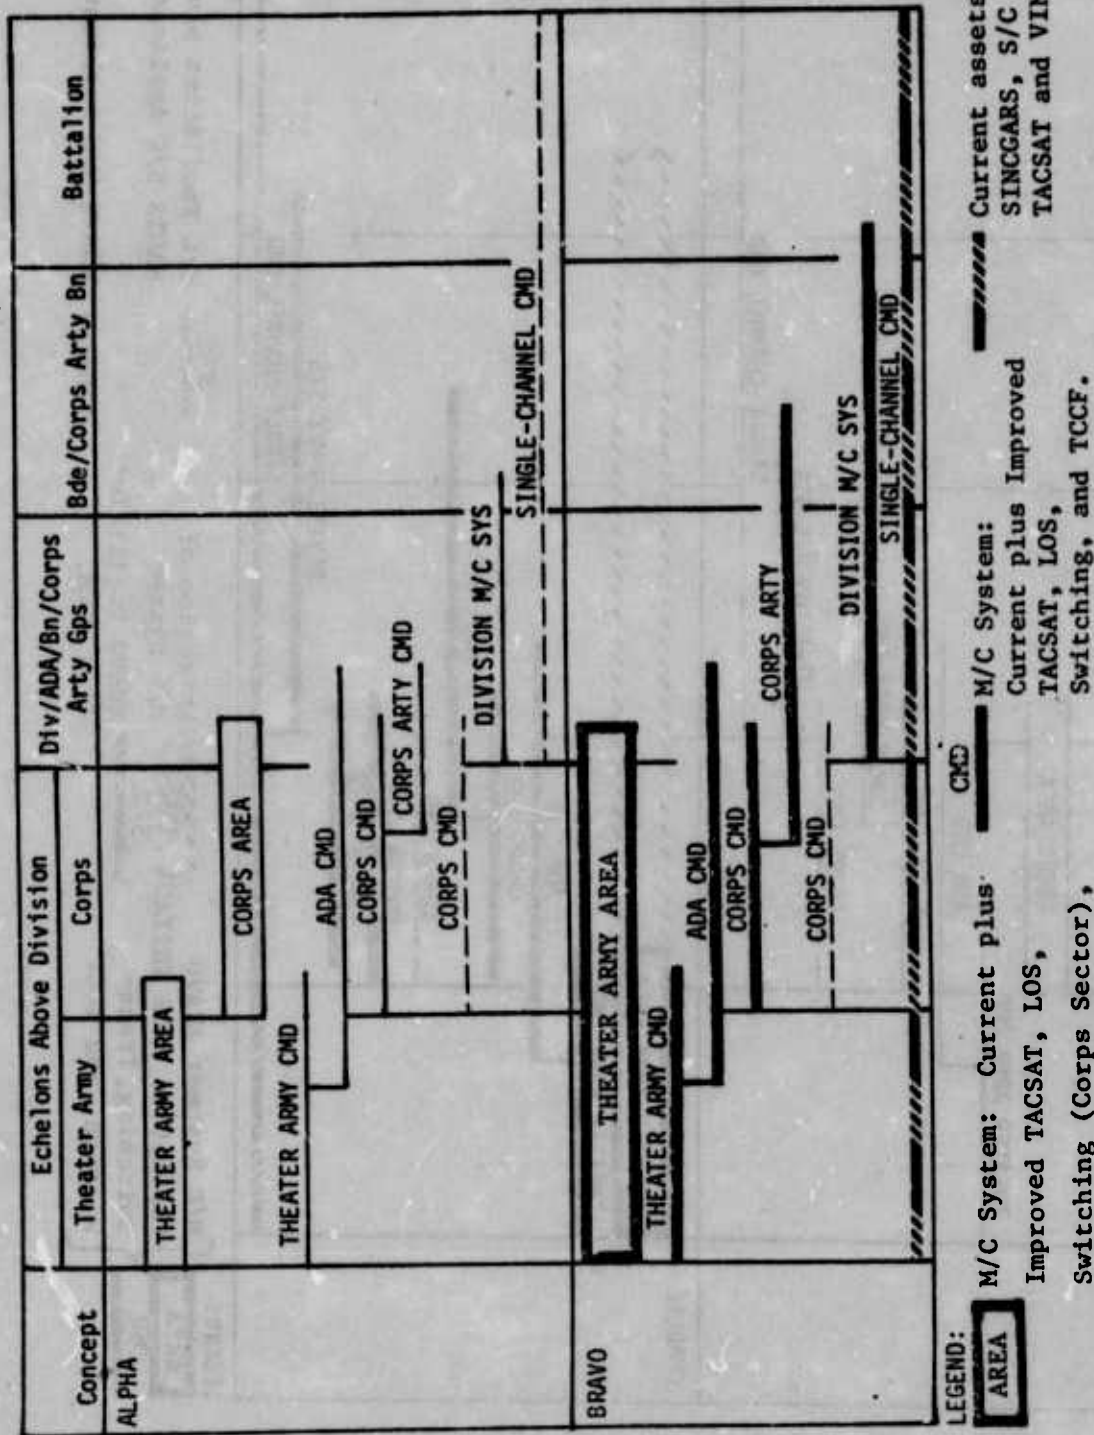 Concept
Echelons Above Division
Theater Army
Corps
Div/ADA/Bn/Corps
Arty Gps
Bde/Corps Arty Bn
Battalion
ALPHA
THEATER ARMY AREA
CORPS AREA
THEATER ARMY CMD
ADA CMD
CORPS CMD
CORPS ARTY CMD
CORPS CMD
DIVISION M/C SYS
SINGLE-CHANNEL CMD
BRAVO
THEATER ARMY AREA
THEATER ARMY CMD
ADA CMD
CORPS CMD
CORPS ARTY
CORPS CMD
DIVISION M/C SYS
SINGLE-CHANNEL CMD
LEGEND:
AREA
M/C System: Current plus
Improved TACSAT, LOS,
Switching (Corps Sector),
CMD
M/C System:
Current plus Improved
TACSAT, LOS,
Switching, and TCCF.
Current assets
SINCGARS, S/C
TACSAT and